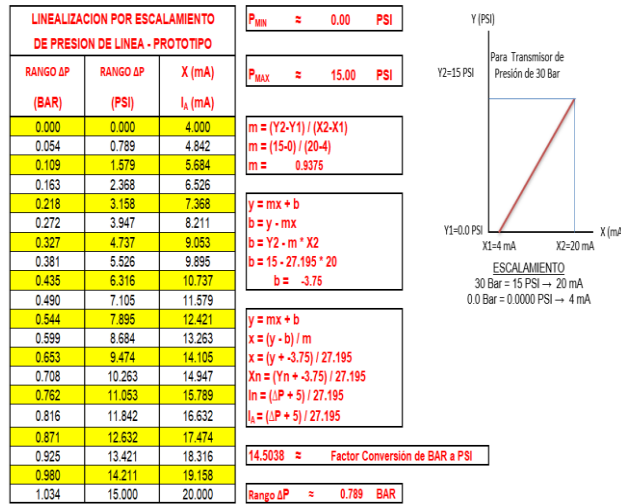 LINEALIZACION POR ESCALAMIENTO
DE PRESION DE LINEA - PROTOTIPO
RANGO ΔP RANGO ΔP X (mA)
(BAR) (PSI) I_A (mA)
0.000 0.000 4.000
0.054 0.789 4.842
0.109 1.579 5.684
0.163 2.368 6.526
0.218 3.158 7.368
0.272 3.947 8.211
0.327 4.737 9.053
0.381 5.526 9.895
0.435 6.316 10.737
0.490 7.105 11.579
0.544 7.895 12.421
0.599 8.684 13.263
0.653 9.474 14.105
0.708 10.263 14.947
0.762 11.053 15.789
0.816 11.842 16.632
0.871 12.632 17.474
0.925 13.421 18.316
0.980 14.211 19.158
1.034 15.000 20.000
P_MIN ≈ 0.00 PSI
P_MAX ≈ 15.00 PSI
m = (Y2-Y1) / (X2-X1)
m = (15-0) / (20-4)
m = 0.9375
y = mx + b
b = y - mx
b = Y2 - m * X2
b = 15 - 27.195 * 20
b = -3.75
y = mx + b
x = (y - b) / m
x = (y + -3.75) / 27.195
Xn = (Yn + -3.75) / 27.195
In = (ΔP + 5) / 27.195
I_A = (ΔP + 5) / 27.195
14.5038 ≈ Factor Conversión de BAR a PSI
Rango ΔP ≈ 0.789 BAR
Y (PSI)
Para Transmisor de
Presión de 30 Bar
Y2=15 PSI
Y1=0.0 PSI
X (mA
X1=4 mA X2=20 mA
ESCALAMIENTO
30 Bar = 15 PSI → 20 mA
0.0 Bar = 0.0000 PSI → 4 mA